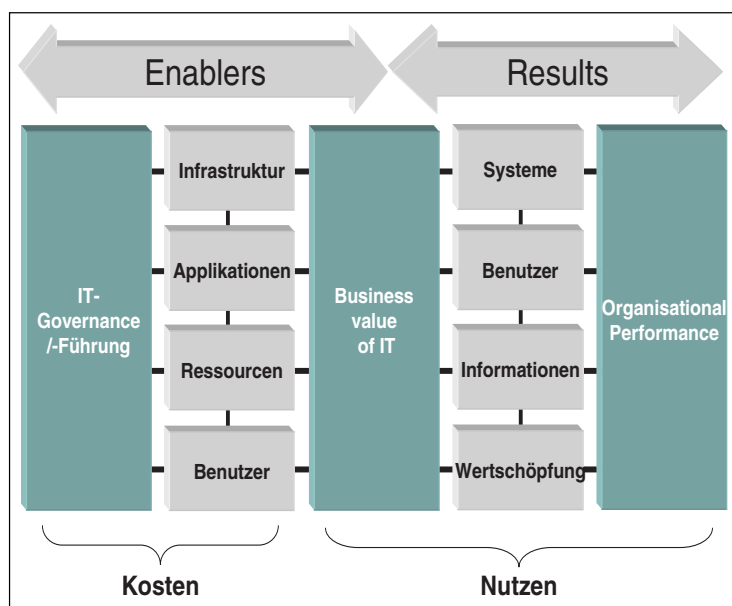 Enablers
Results
IT-
Governance
/-Führung
Infrastruktur
Applikationen
Ressourcen
Benutzer
Business
value
of IT
Systeme
Benutzer
Informationen
Wertschöpfung
Organisational
Performance
Kosten
Nutzen